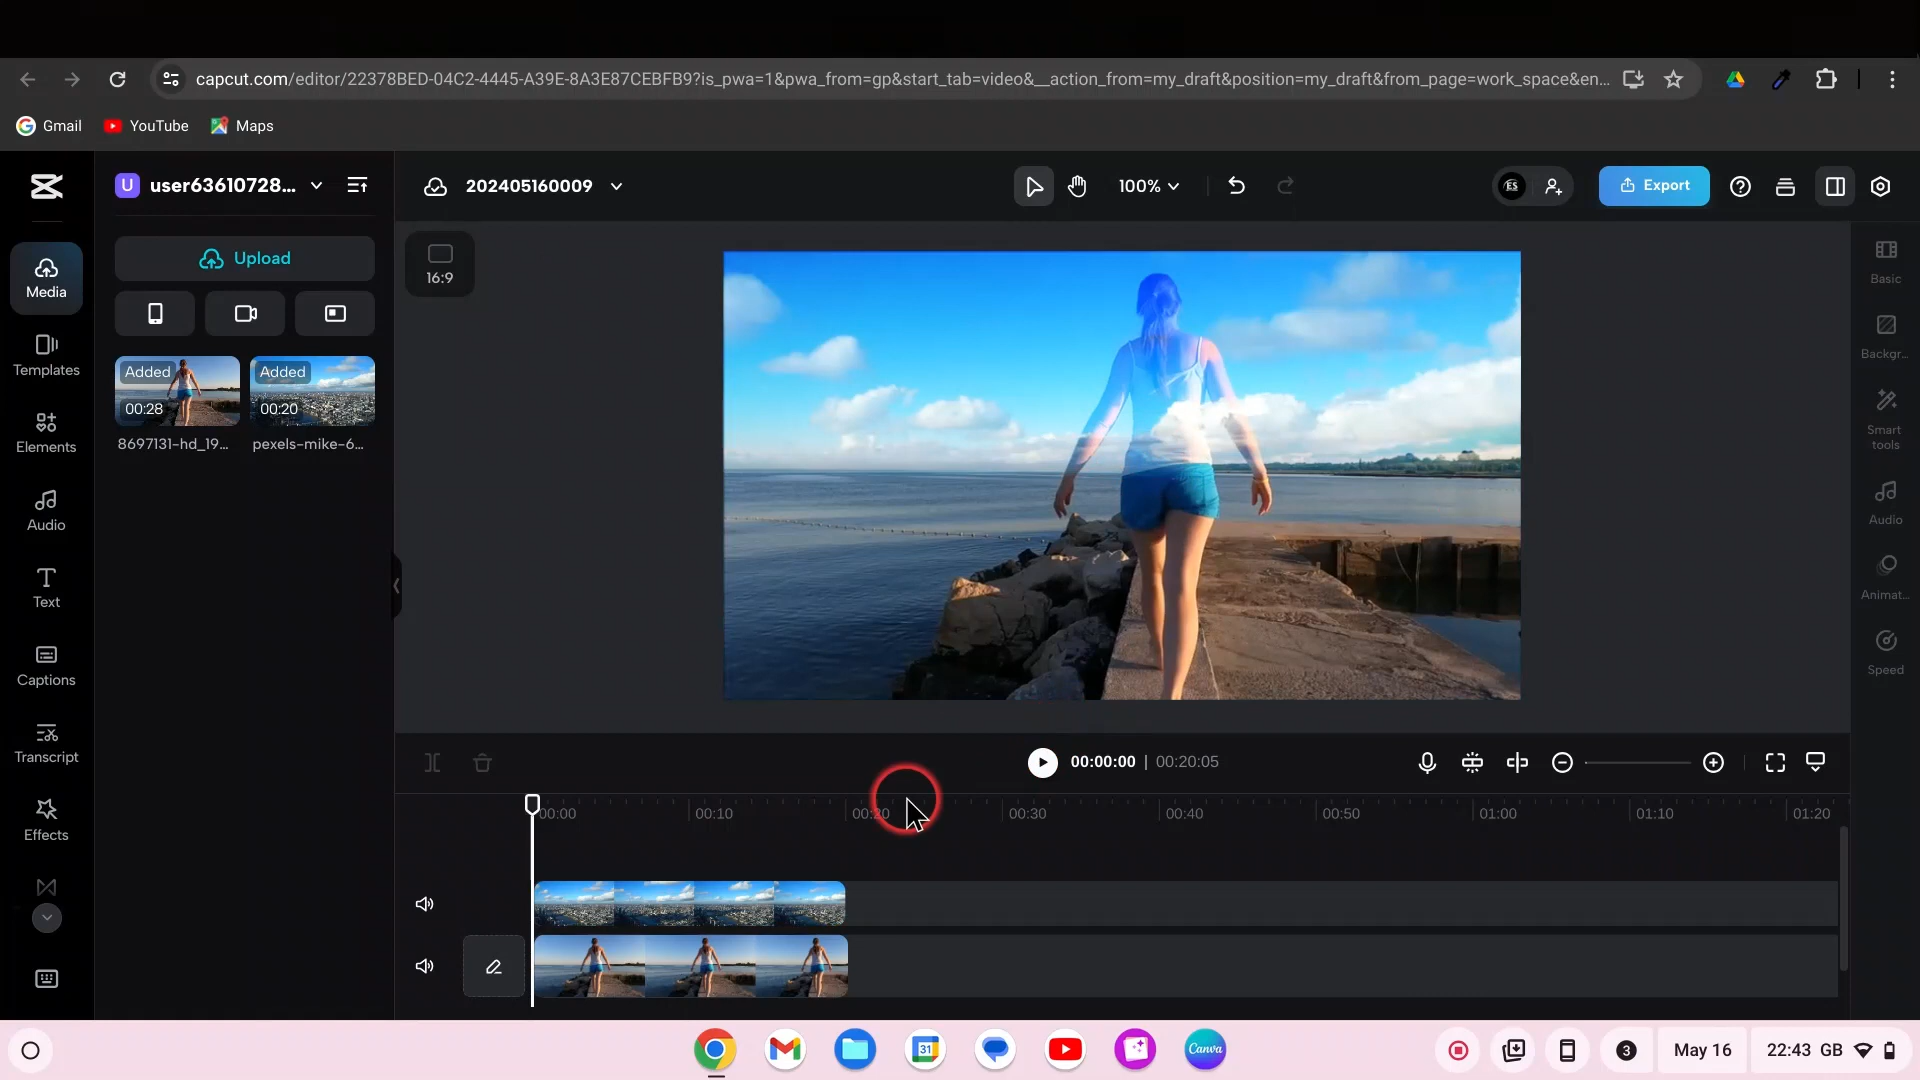 capcut.com/editor/22378BED-04C2-4445-A39E-8A3E87CEBFB9?is_pwa=1&pwa_from=gp&start_tab=video&__action_from=my_draft&position=my_draft&from_page=work_space&en...
Gmail
YouTube
Maps
U
user63610728...
202405160009
100%
ES
Export
Upload
16:9
Media
Templates
Elements
Audio
Text
Captions
Transcript
Effects
Added
00:28
8697131-hd_19...
Added
00:20
pexels-mike-6...
Basic
Backgr...
Smart
tools
Audio
Animat...
Speed
00:00:00 | 00:20:05
00:00
00:10
00:20
00:30
00:40
00:50
01:00
01:10
01:20
31
Canva
3
May 16
22:43 GB